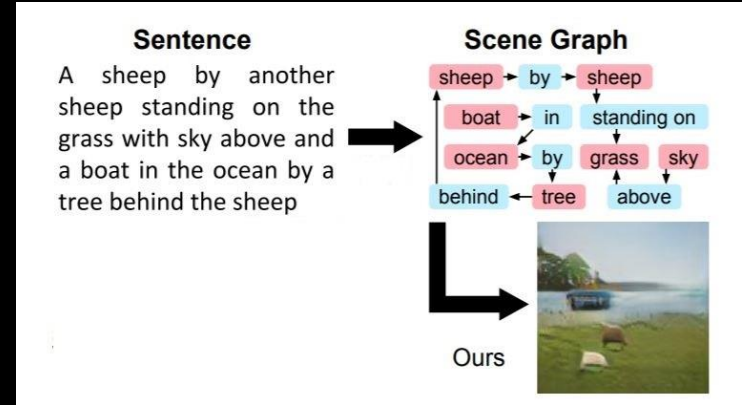 Sentence
A sheep by another
sheep standing on the
grass with sky above and
a boat in the ocean by a
tree behind the sheep
Scene Graph
sheep by sheep
boat in standing on
ocean by grass sky
behind tree above
Ours